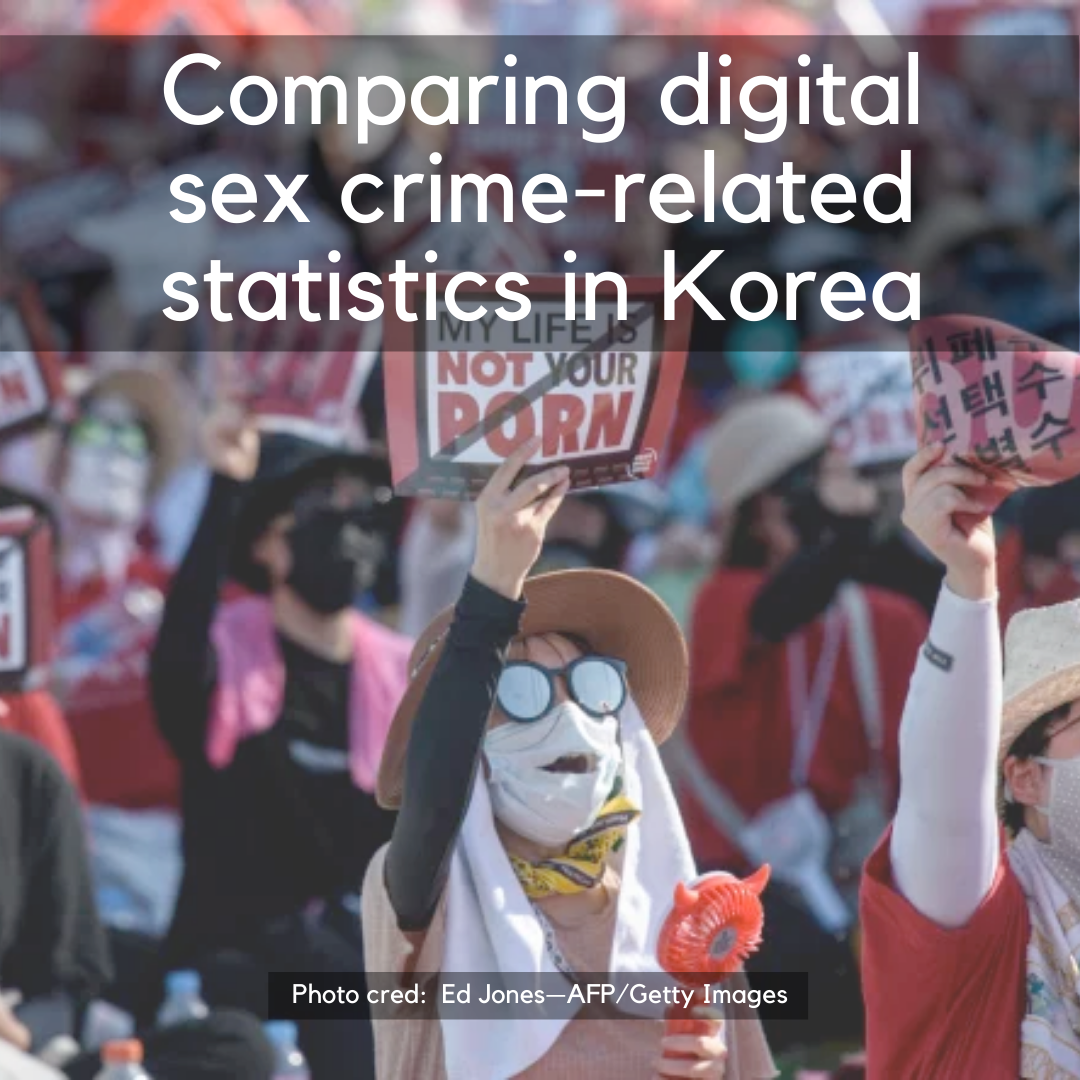 Comparing digital
sex crime-related
statistics in Korea
MY LIFE IS
NOT YOUR
PORN
Photo cred: Ed Jones—AFP/Getty Images